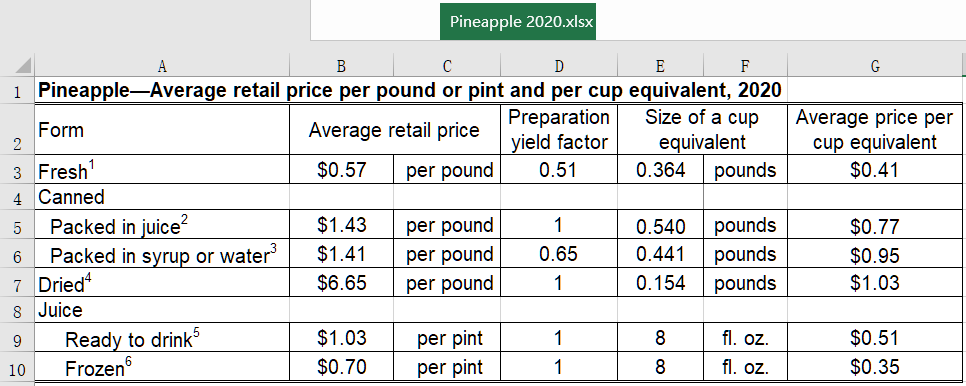 Pineapple 2020.xlsx
A B C D E F G
1 Pineapple—Average retail price per pound or pint and per cup equivalent, 2020
2 Form Average retail price Preparation yield factor Size of a cup equivalent Average price per cup equivalent
3 Fresh¹ $0.57 per pound 0.51 0.364 pounds $0.41
4 Canned
5 Packed in juice² $1.43 per pound 1 0.540 pounds $0.77
6 Packed in syrup or water³ $1.41 per pound 0.65 0.441 pounds $0.95
7 Dried⁴ $6.65 per pound 1 0.154 pounds $1.03
8 Juice
9 Ready to drink⁵ $1.03 per pint 1 8 fl. oz. $0.51
10 Frozen⁶ $0.70 per pint 1 8 fl. oz. $0.35